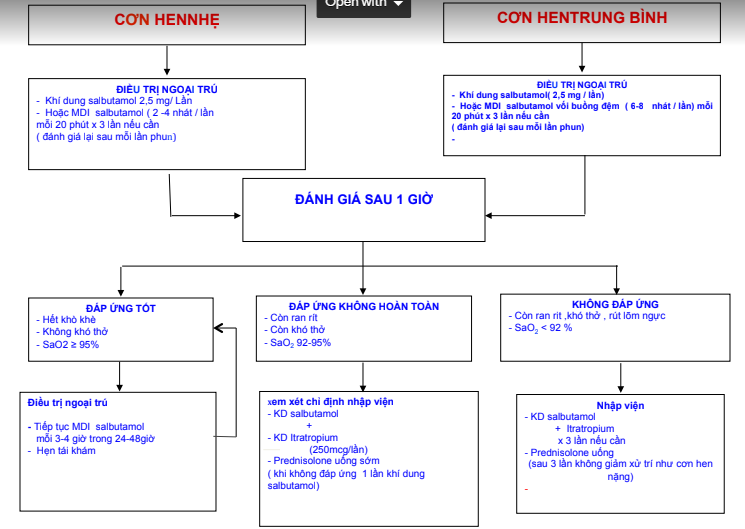 Open with
CƠN HENNHẸ
CƠN HENTRUNG BÌNH
ĐIỀU TRỊ NGOẠI TRÚ
- Khí dung salbutamol 2,5 mg/ Lần
- Hoặc MDI salbutamol ( 2 -4 nhát / lần
mỗi 20 phút x 3 lần nếu cần
( đánh giá lại sau mỗi lần phun)
ĐIỀU TRỊ NGOẠI TRÚ
- Khí dung salbutamol( 2,5 mg / lần)
- Hoặc MDI salbutamol vối buồng đệm ( 6-8 nhát / lần) mỗi
20 phút x 3 lần nếu cần
( đánh giá lại sau mỗi lần phun)
-
ĐÁNH GIÁ SAU 1 GIỜ
ĐÁP ỨNG TỐT
- Hết khò khè
- Không khó thở
- SaO2 ≥ 95%
ĐÁP ỨNG KHÔNG HOÀN TOÀN
- Còn ran rít
- Còn khó thở
- SaO₂ 92-95%
KHÔNG ĐÁP ỨNG
- Còn ran rit ,khó thở , rút lõm ngực
- SaO₂ < 92 %
Điều trị ngoại trú
- Tiếp tục MDI salbutamol
mỗi 3-4 giờ trong 24-48giờ
- Hẹn tái khám
xem xét chỉ định nhập viện
- KD salbutamol
+
- KD Itratropium
(250mcg/lần)
- Prednisolone uống sớm
( khi không đáp ứng 1 lần khí dung
salbutamol)
Nhập viện
- KD salbutamol
+ Itratropium
x 3 lần nếu cần
- Prednisolone uống
(sau 3 lần không giảm xử trí như cơn hen
nặng)
-